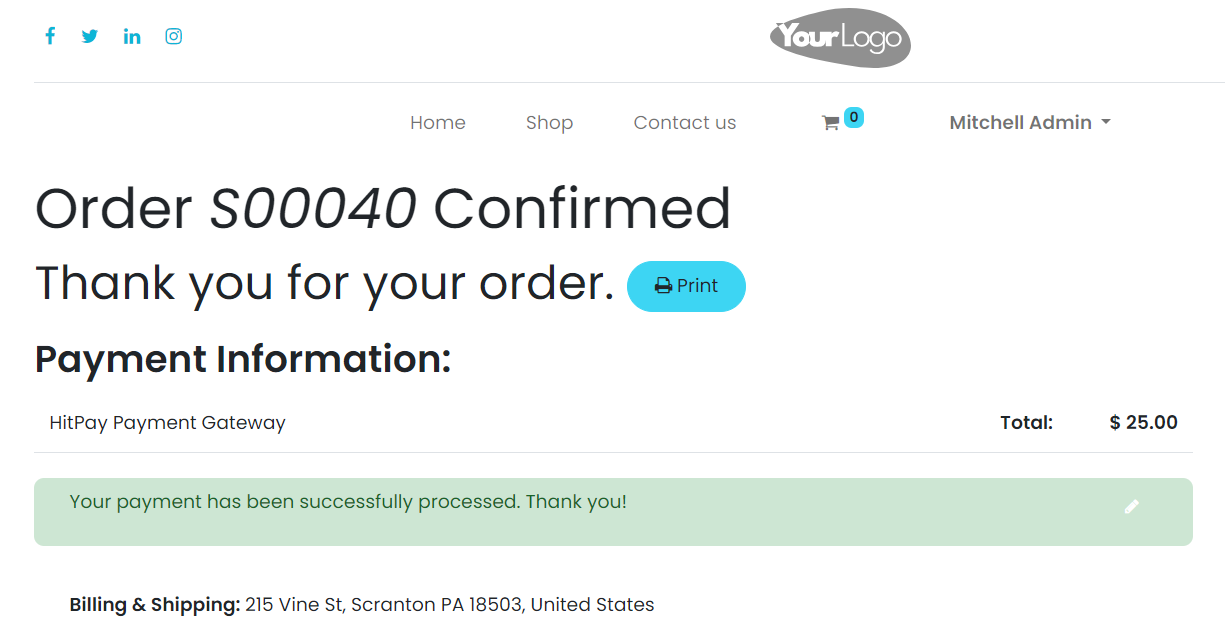 YourLogo
Home Shop Contact us 0 Mitchell Admin
Order S00040 Confirmed
Thank you for your order. Print
Payment Information:
HitPay Payment Gateway Total: $ 25.00
Your payment has been successfully processed. Thank you!
Billing & Shipping: 215 Vine St, Scranton PA 18503, United States